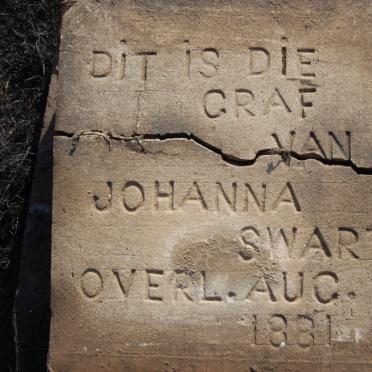 DIT IS DIE
GRAF
VAN
JOHANNA
SWART
OVERL. AUG.
1881